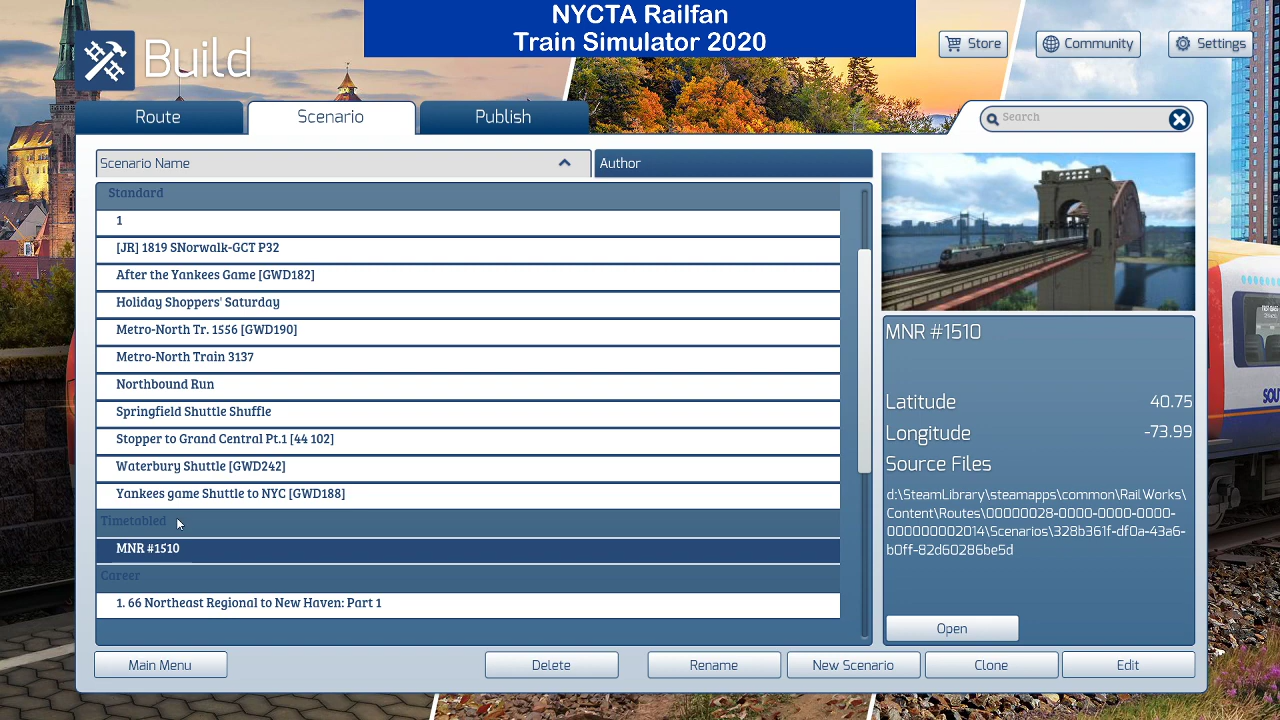 NYCTA Railfan
Train Simulator 2020
Build
Store
Community
Settings
Route
Scenario
Publish
Search
Scenario Name
Author
Standard
1
[JR] 1819 SNorwalk-GCT P32
After the Yankees Game [GWD182]
Holiday Shoppers' Saturday
Metro-North Tr. 1556 [GWD190]
Metro-North Train 3137
Northbound Run
Springfield Shuttle Shuffle
Stopper to Grand Central Pt.1 [44 102]
Waterbury Shuttle [GWD242]
Yankees game Shuttle to NYC [GWD188]
Timetabled
MNR #1510
Career
1. 66 Northeast Regional to New Haven: Part 1
MNR #1510
Latitude 40.75
Longitude -73.99
Source Files
d:\SteamLibrary\steamapps\common\RailWorks\
Content\Routes\00000028-0000-0000-0000-
000000002014\Scenarios\328b361f-df0a-43a6-
b0ff-82d60286be5d
Open
SOU
Main Menu
Delete
Rename
New Scenario
Clone
Edit